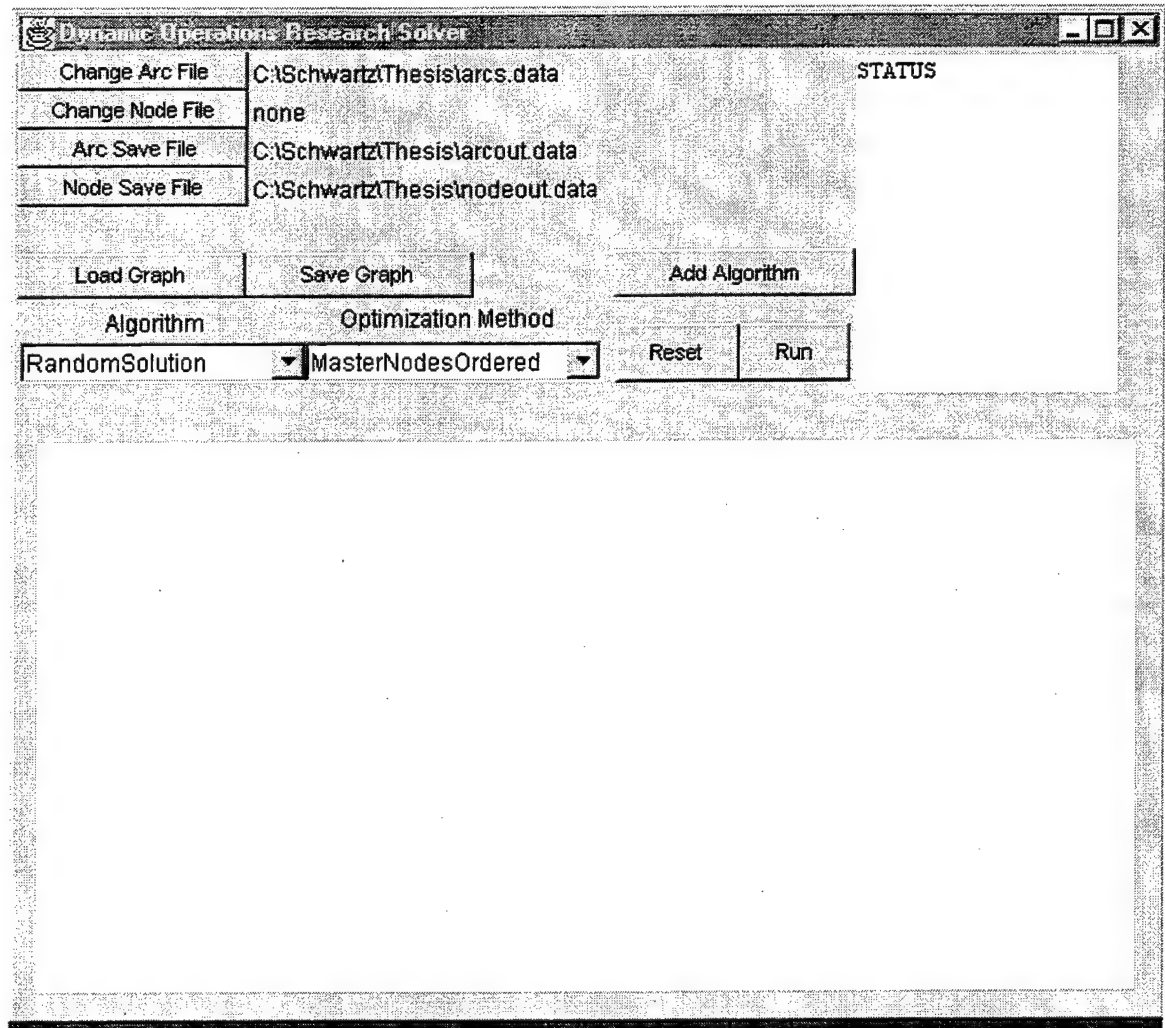 Dynamic Operations Research Solver
Change Arc File C:\Schwartz\Thesis\arcs.data
Change Node File none
Arc Save File C:\Schwartz\Thesis\arcout.data
Node Save File C:\Schwartz\Thesis\nodeout.data
STATUS
Load Graph Save Graph Add Algorithm
Algorithm Optimization Method
RandomSolution MasterNodesOrdered Reset Run